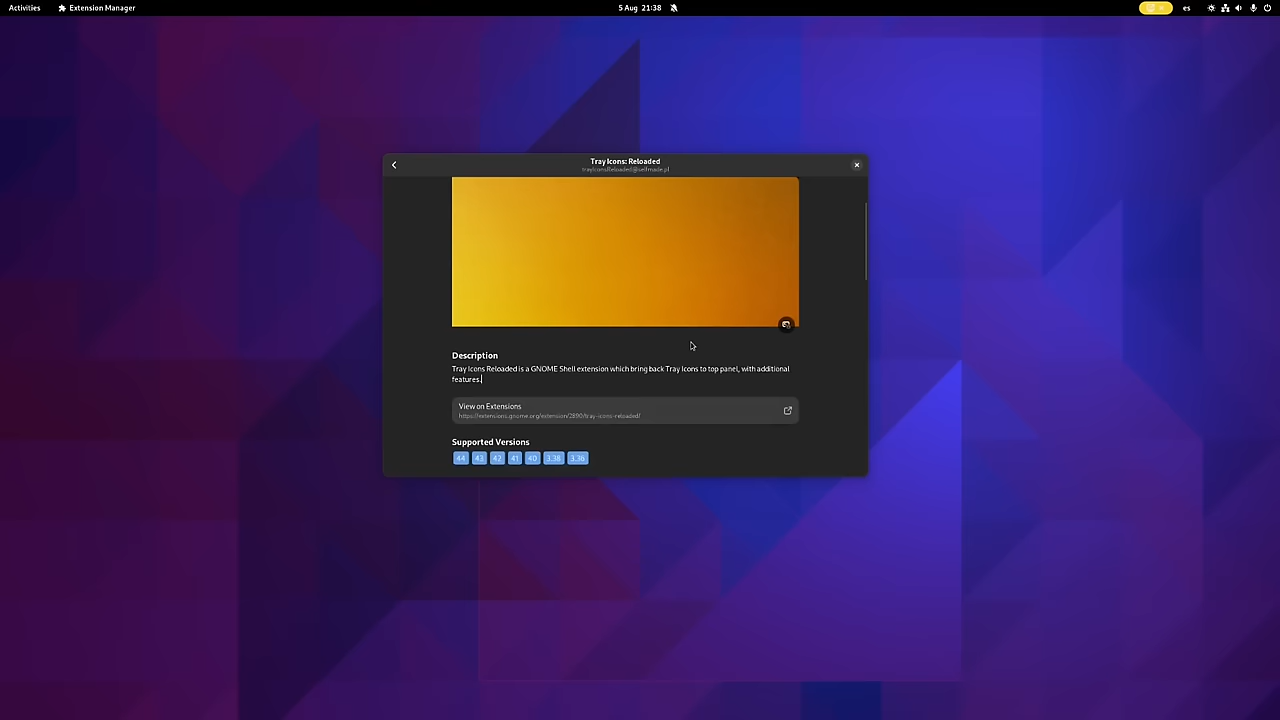 Activities
Extension Manager
5 Aug 21:38
es
Tray Icons: Reloaded
trayIconsReloaded@selfmade.pl
Description
Tray Icons Reloaded is a GNOME Shell extension which bring back Tray Icons to top panel, with additional
features.
View on Extensions
https://extensions.gnome.org/extension/2890/tray-icons-reloaded/
Supported Versions
44 43 42 41 40 3.38 3.36